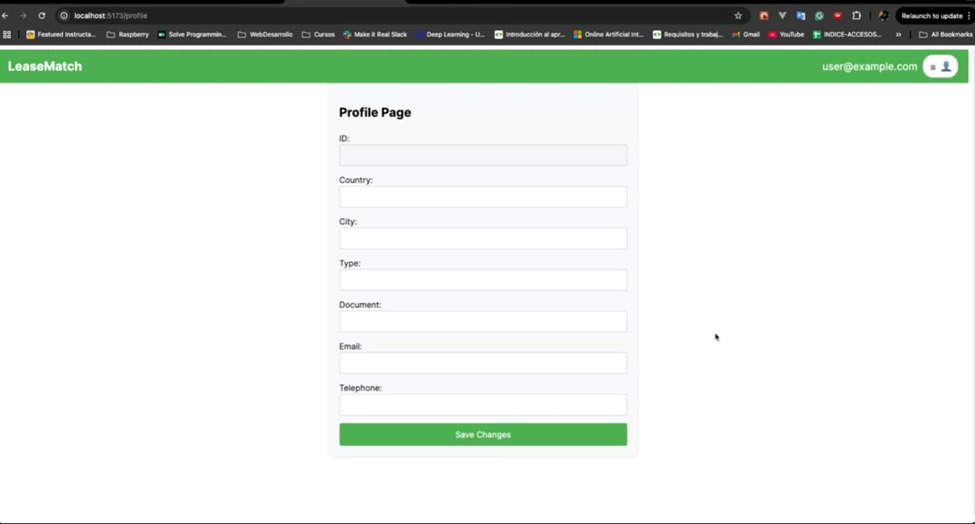 localhost:5173/profile
Relaunch to update
Featured Instructa...
Raspberry
Solve Programmin...
WebDesarrollo
Cursos
Make it Real Slack
Deep Learning - U...
Introducción al apr...
Online Artificial Int...
Requisitos y trabaj...
Gmail
YouTube
INDICE-ACCESOS...
All Bookmarks
LeaseMatch
user@example.com
Profile Page
ID:
Country:
City:
Type:
Document:
Email:
Telephone:
Save Changes